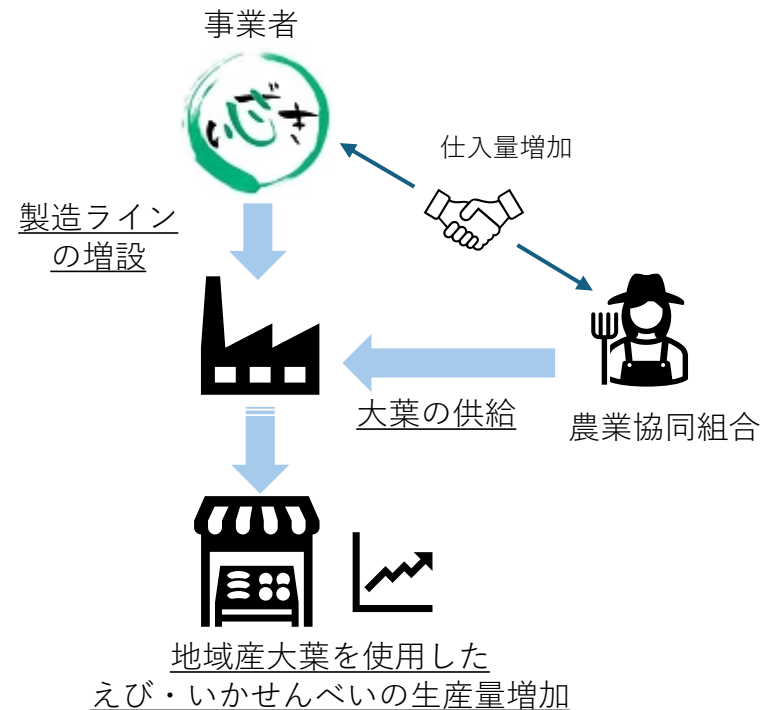 事業者
いざき
仕入量増加
製造ライン
の増設
大葉の供給
農業協同組合
地域産大葉を使用した
えび・いかせんべいの生産量増加